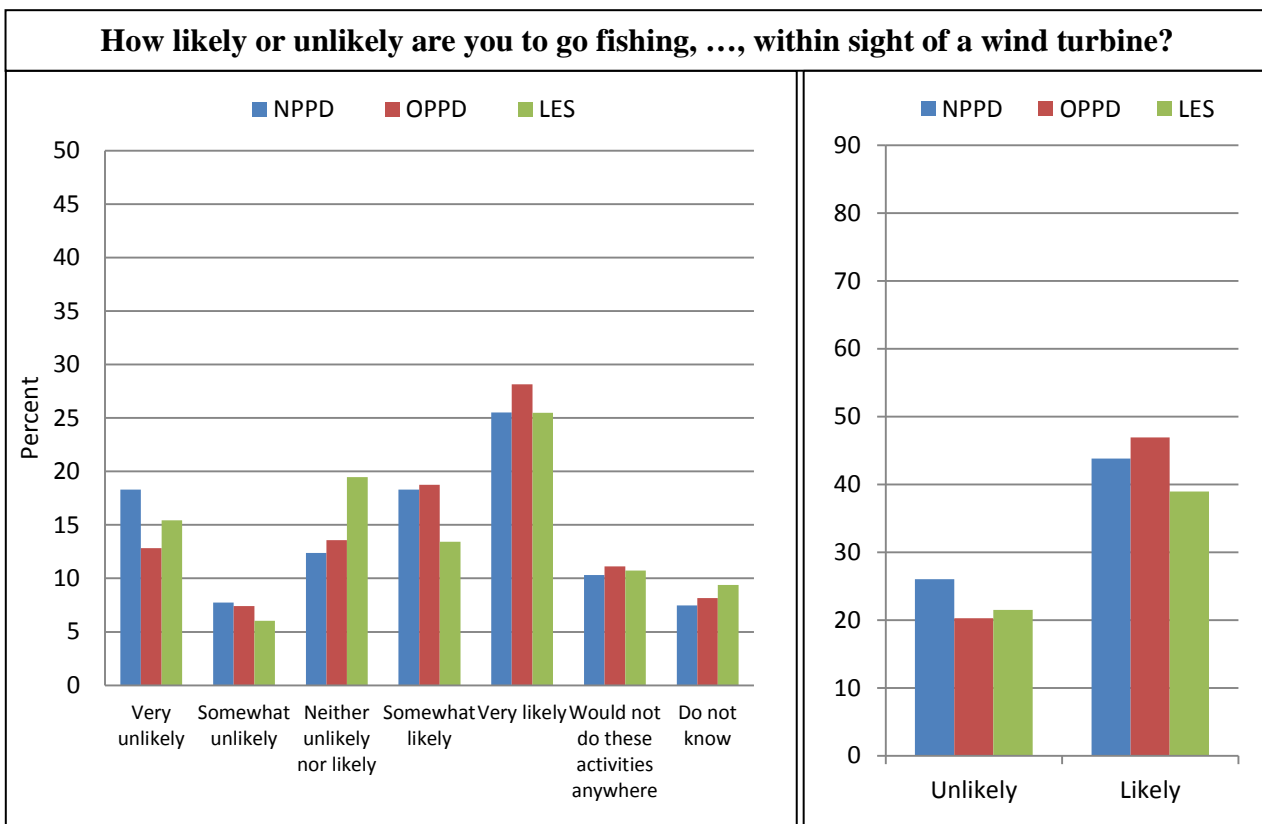 How likely or unlikely are you to go fishing, …, within sight of a wind turbine?
NPPD OPPD LES
50
45
40
35
30
25
20
15
10
5
0
Percent
Very unlikely
Somewhat unlikely
Neither unlikely nor likely
Somewhat likely
Very likely
Would not do these activities anywhere
Do not know
NPPD OPPD LES
90
80
70
60
50
40
30
20
10
0
Unlikely Likely